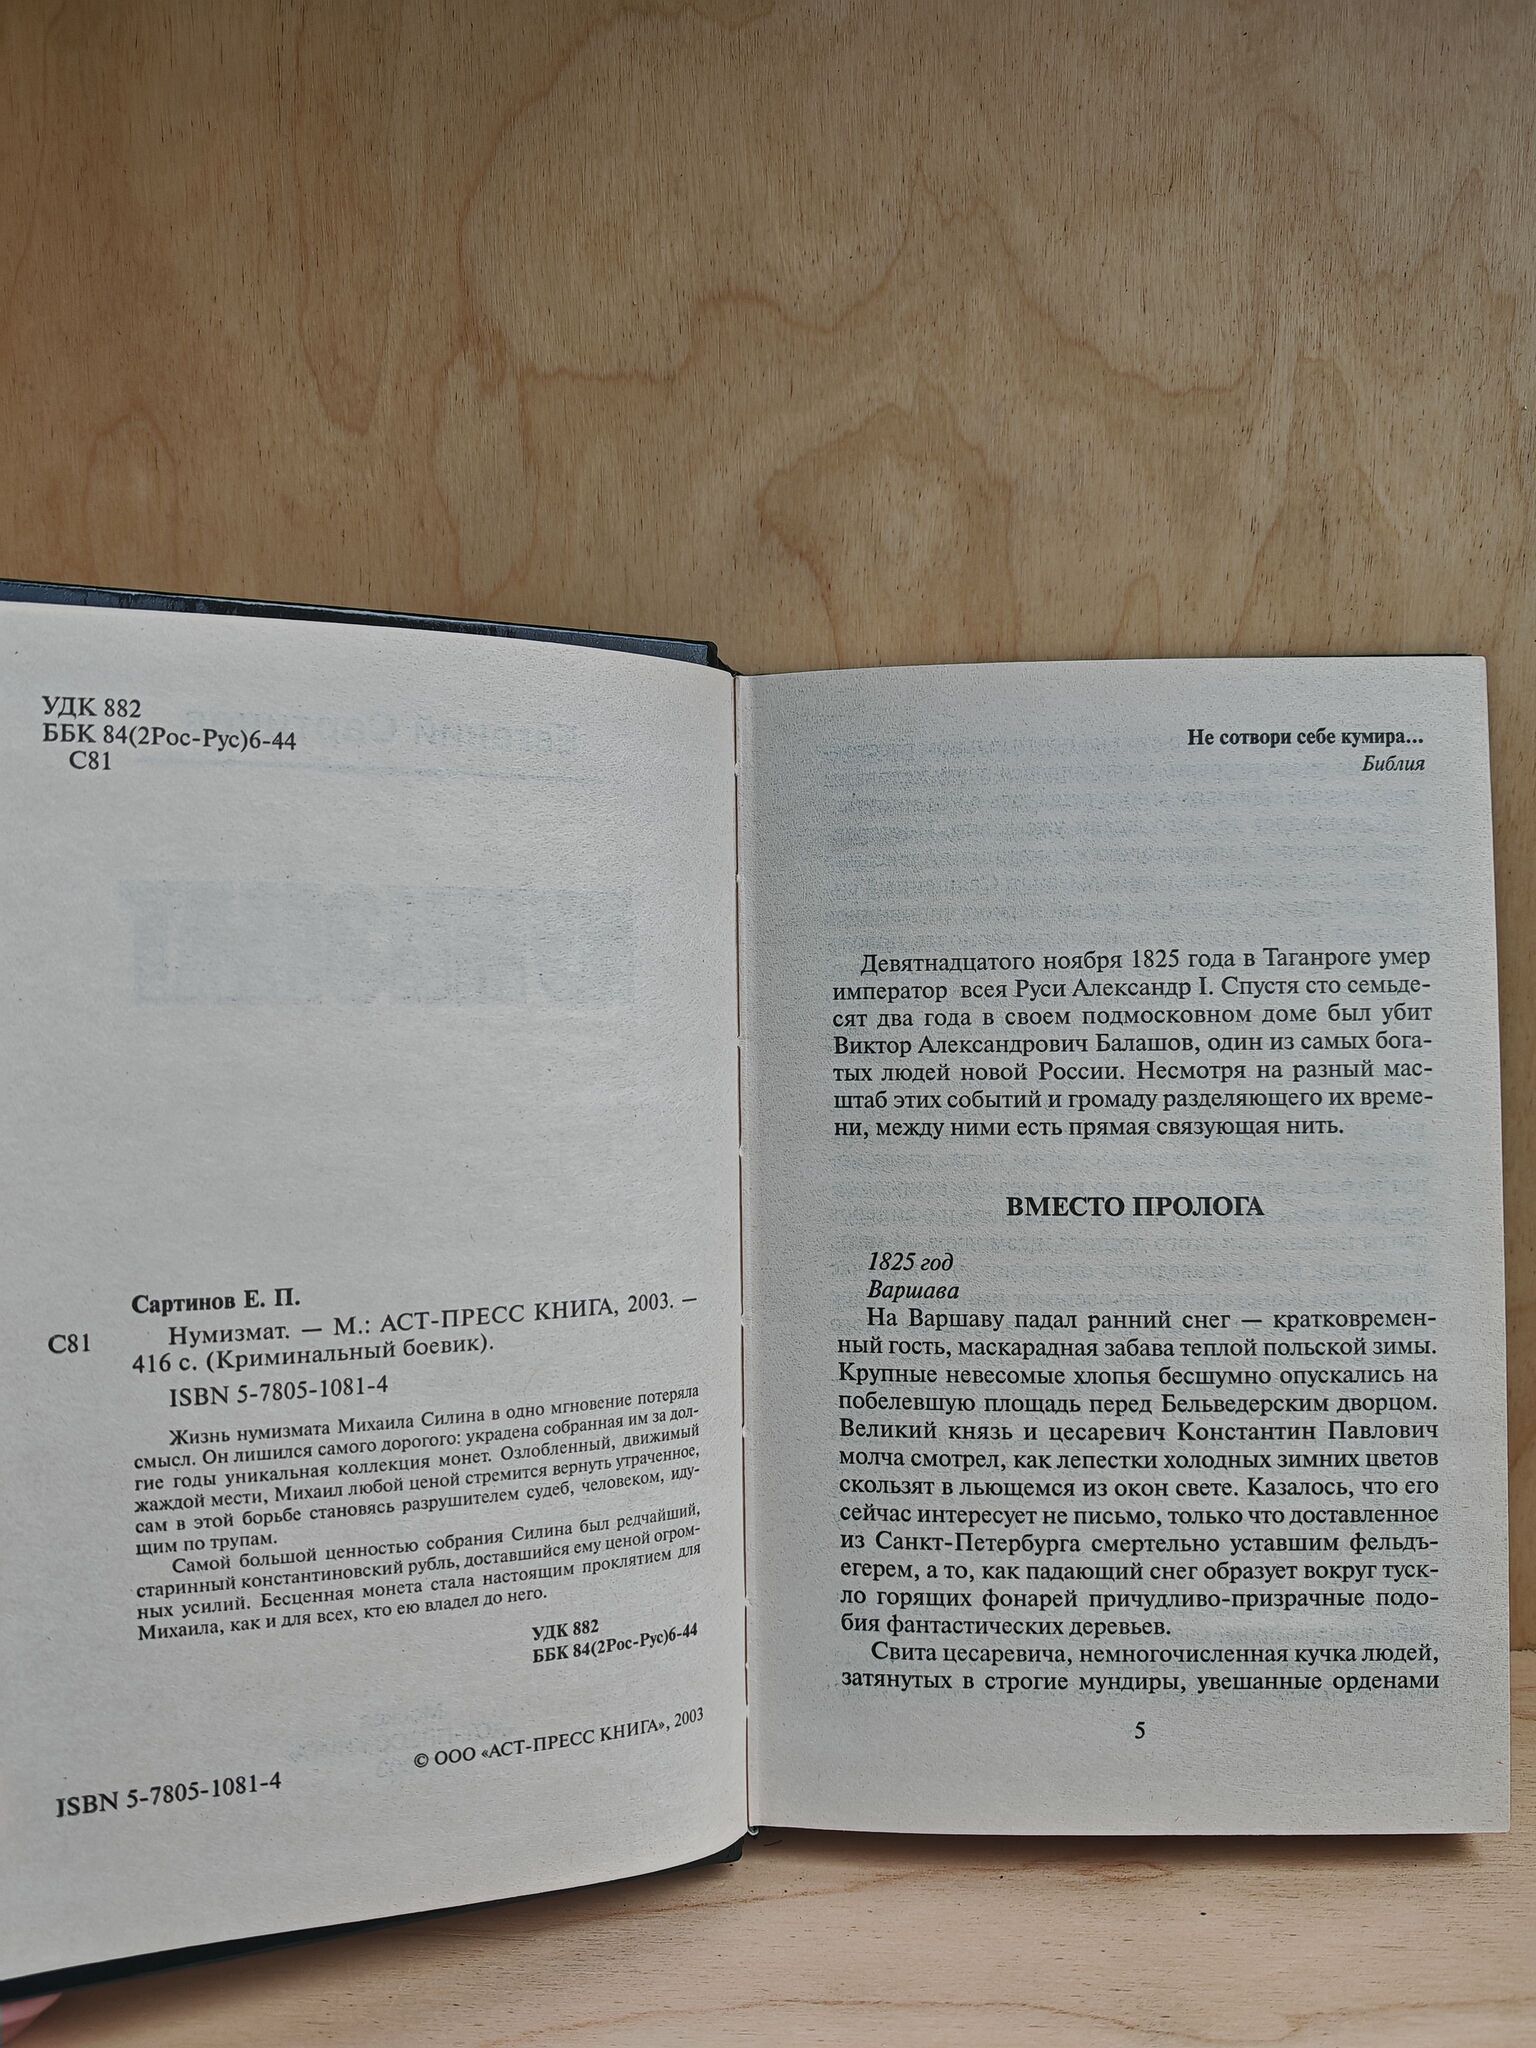 УДК 882
ББК 84(2Рос-Рус)6-44
С81
Сартинов Е. П.
С81
Нумизмат. — М.: АСТ-ПРЕСС КНИГА, 2003. —
416 с. (Криминальный боевик).
ISBN 5-7805-1081-4
Жизнь нумизмата Михаила Силина в одно мгновение потеряла
смысл. Он лишился самого дорогого: украдена собранная им за дол-
гие годы уникальная коллекция монет. Озлобленный, движимый
жаждой мести, Михаил любой ценой стремится вернуть утраченное,
сам в этой борьбе становясь разрушителем судеб, человеком, иду-
щим по трупам.
Самой большой ценностью собрания Силина был редчайший,
старинный константиновский рубль, доставшийся ему ценой огром-
ных усилий. Бесценная монета стала настоящим проклятием для
Михаила, как и для всех, кто ею владел до него.
УДК 882
ББК 84(2Рос-Рус)6-44
© ООО «АСТ-ПРЕСС КНИГА», 2003
ISBN 5-7805-1081-4
Не сотвори себе кумира...
Библия
Девятнадцатого ноября 1825 года в Таганроге умер
император всея Руси Александр I. Спустя сто семьде-
сят два года в своем подмосковном доме был убит
Виктор Александрович Балашов, один из самых бога-
тых людей новой России. Несмотря на разный мас-
штаб этих событий и громаду разделяющего их време-
ни, между ними есть прямая связующая нить.
ВМЕСТО ПРОЛОГА
1825 год
Варшава
На Варшаву падал ранний снег — кратковремен-
ный гость, маскарадная забава теплой польской зимы.
Крупные невесомые хлопья бесшумно опускались на
побелевшую площадь перед Бельведерским дворцом.
Великий князь и цесаревич Константин Павлович
молча смотрел, как лепестки холодных зимних цветов
скользят в льющемся из окон свете. Казалось, что его
сейчас интересует не письмо, только что доставленное
из Санкт-Петербурга смертельно уставшим фельдъ-
егерем, а то, как падающий снег образует вокруг туск-
ло горящих фонарей причудливо-призрачные подо-
бия фантастических деревьев.
Свита цесаревича, немногочисленная кучка людей,
затянутых в строгие мундиры, увешанные орденами
5